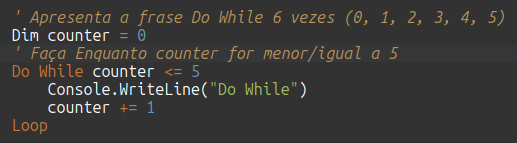 ' Apresenta a frase Do While 6 vezes (0, 1, 2, 3, 4, 5)
Dim counter = 0
' Faça Enquanto counter for menor/igual a 5
Do While counter <= 5
    Console.WriteLine("Do While")
    counter += 1
Loop